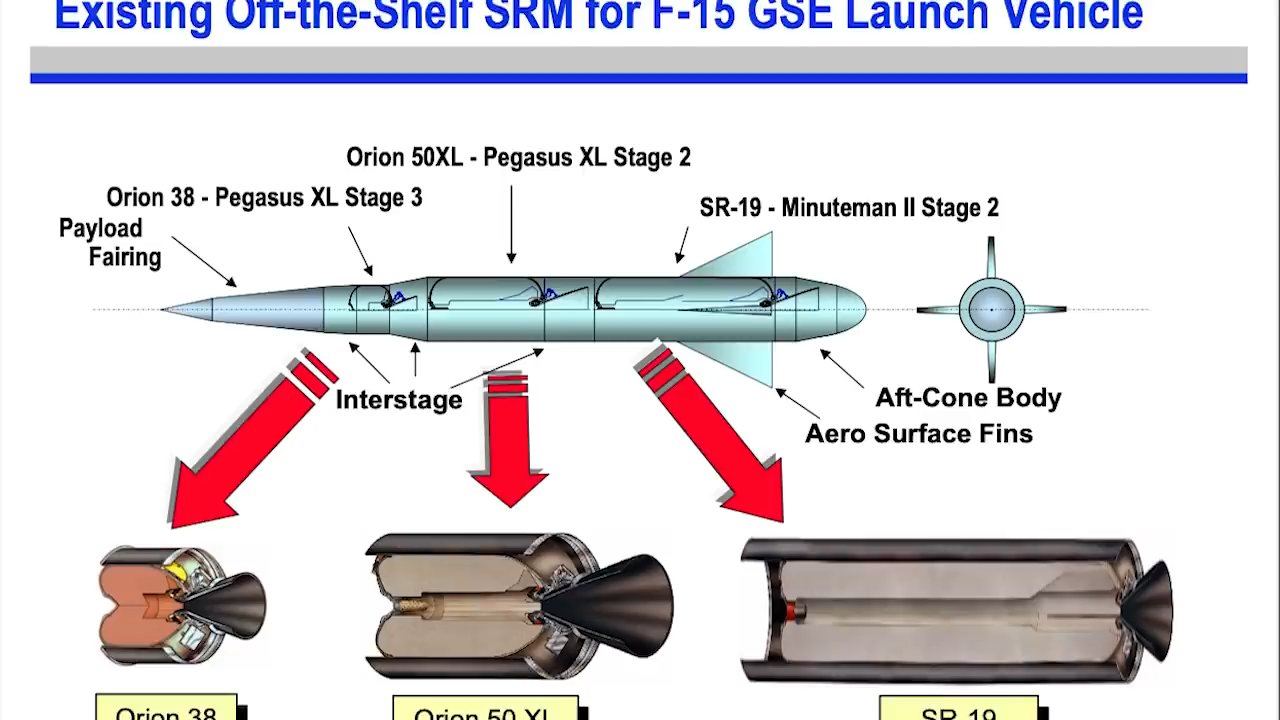 Existing Off-the-Shelf SRM for F-15 GSE Launch Vehicle
Orion 50XL - Pegasus XL Stage 2
Orion 38 - Pegasus XL Stage 3
SR-19 - Minuteman II Stage 2
Payload
Fairing
Interstage
Aft-Cone Body
Aero Surface Fins
Orion 38
Orion 50 XL
SR-19